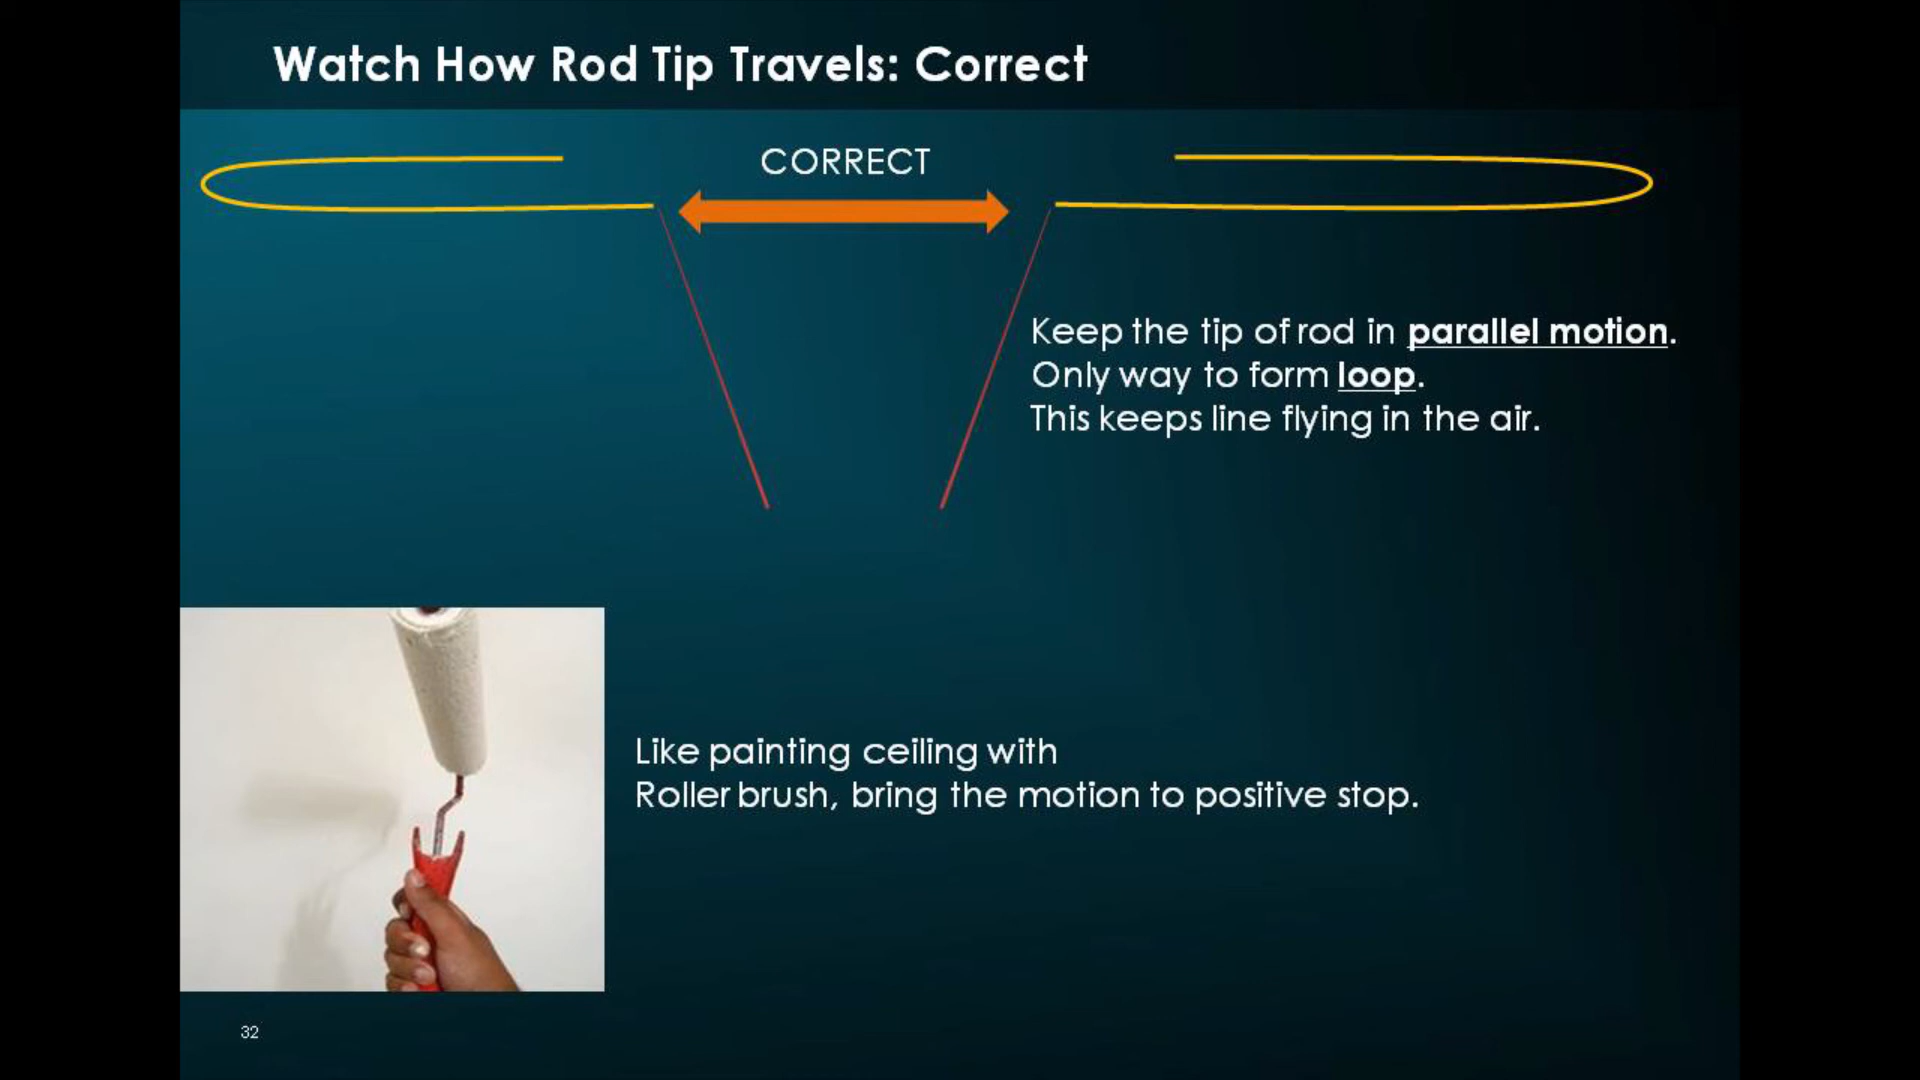 Watch How Rod Tip Travels: Correct
CORRECT
Keep the tip of rod in parallel motion.
Only way to form loop.
This keeps line flying in the air.
Like painting ceiling with
Roller brush, bring the motion to positive stop.
32